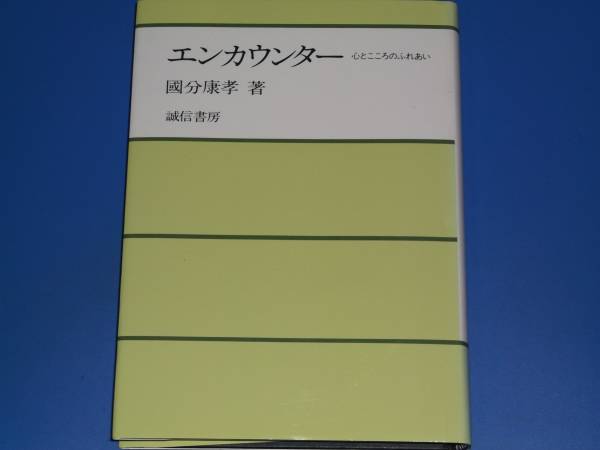 エンカウンター 心とこころのふれあい
國分康孝 著
誠信書房